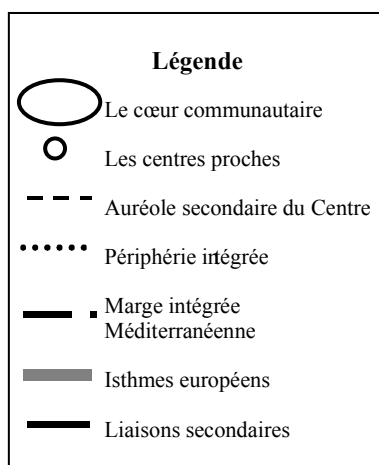 Légende
Le cœur communautaire
Les centres proches
Auréole secondaire du Centre
Périphérie intégrée
Marge intégrée
Méditerranéenne
Isthmes européens
Liaisons secondaires